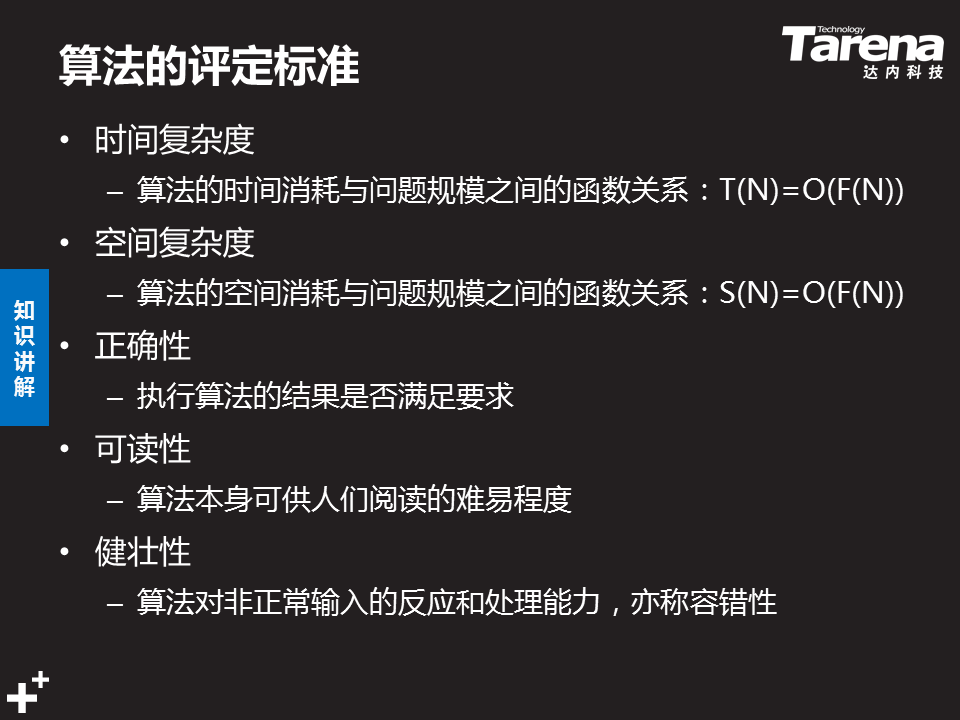 算法的评定标准
Technology
Tarena
达内科技
• 时间复杂度
– 算法的时间消耗与问题规模之间的函数关系：T(N)=O(F(N))
• 空间复杂度
– 算法的空间消耗与问题规模之间的函数关系：S(N)=O(F(N))
• 正确性
– 执行算法的结果是否满足要求
• 可读性
– 算法本身可供人们阅读的难易程度
• 健壮性
– 算法对非正常输入的反应和处理能力，亦称容错性
知识讲解